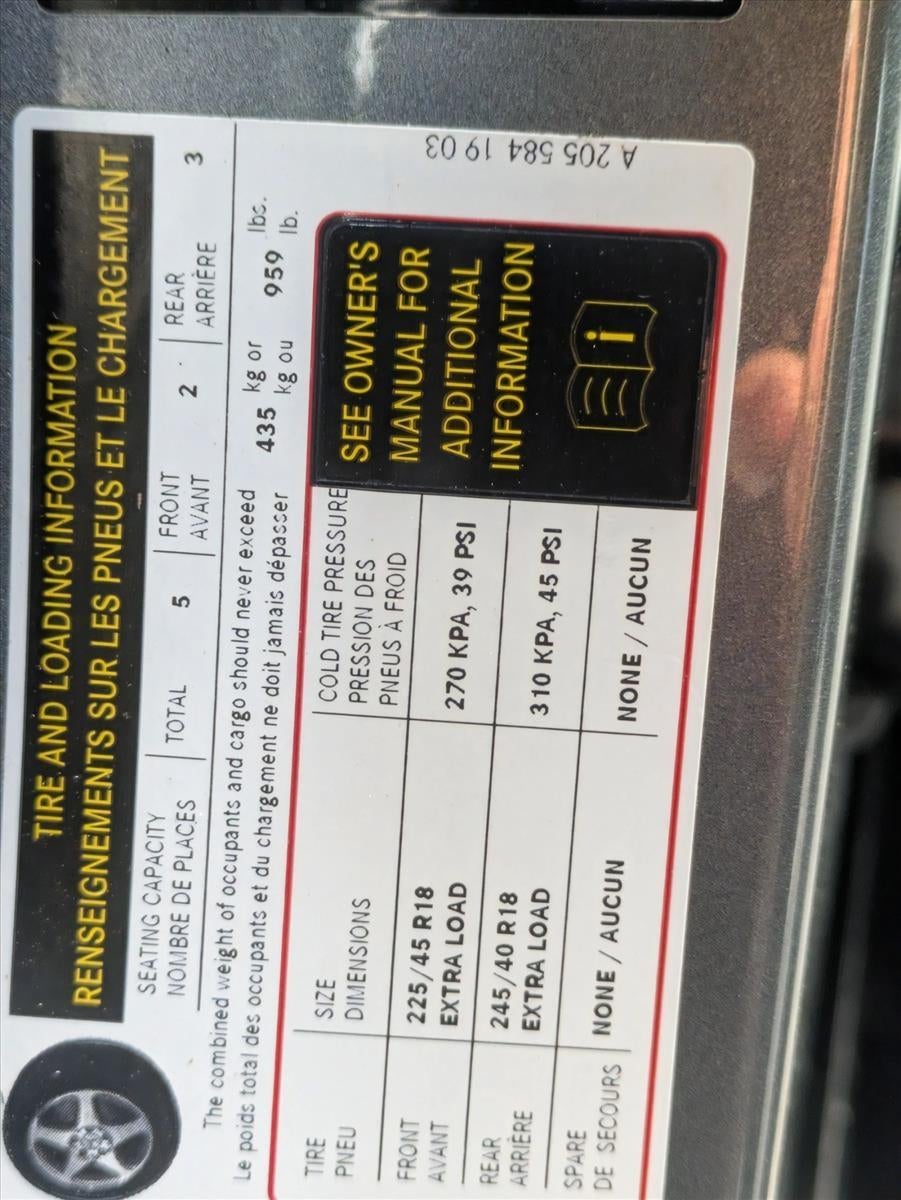 TIRE AND LOADING INFORMATION
RENSEIGNEMENTS SUR LES PNEUS ET LE CHARGEMENT
SEATING CAPACITY
NOMBRE DE PLACES
TOTAL 5
FRONT
AVANT
2
REAR
ARRIÈRE
3
The combined weight of occupants and cargo should never exceed 435 kg or 959 lbs.
Le poids total des occupants et du chargement ne doit jamais dépasser kg ou lb.
TIRE
PNEU
SIZE
DIMENSIONS
COLD TIRE PRESSURE
PRESSION DES
PNEUS À FROID
FRONT
AVANT
225/45 R18
EXTRA LOAD
270 KPA, 39 PSI
REAR
ARRIÈRE
245/40 R18
EXTRA LOAD
310 KPA, 45 PSI
SPARE
DE SECOURS
NONE / AUCUN
NONE / AUCUN
SEE OWNER'S
MANUAL FOR
ADDITIONAL
INFORMATION
i
A 205 584 19 03